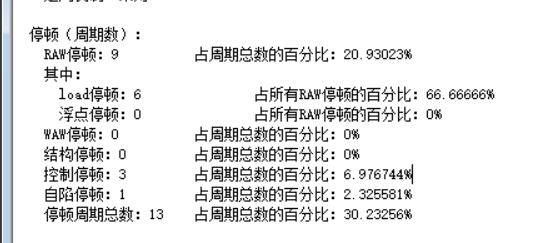 停顿（周期数）：
RAW停顿：9 占周期总数的百分比：20.93023%
其中：
load停顿：6 占所有RAW停顿的百分比：66.66666%
浮点停顿：0 占所有RAW停顿的百分比：0%
WAW停顿：0 占周期总数的百分比：0%
结构停顿：0 占周期总数的百分比：0%
控制停顿：3 占周期总数的百分比：6.976744%
自陷停顿：1 占周期总数的百分比：2.325581%
停顿周期总数：13 占周期总数的百分比：30.23256%